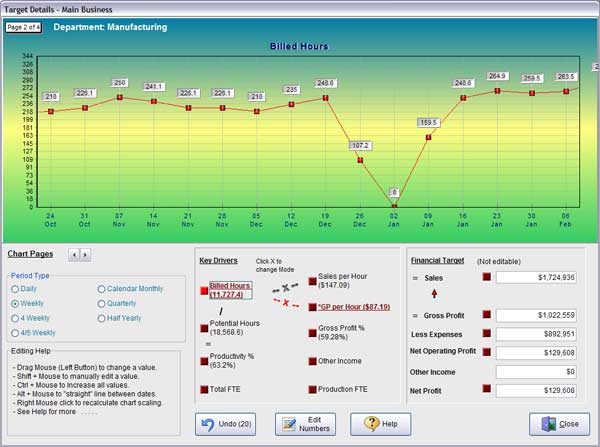 Target Details - Main Business
Page 2 of 4
Department: Manufacturing
Billed Hours
344
308
272
254
236
199
181
163
145
127
109
91
73
54
36
18
0
218 226.1 250 241.1 226.1 226.1 218 235 248.6 107.2 0 159.5 248.6 264.9 259.5 263.5
24 31 07 14 21 28 05 12 19 26 02 09 16 23 30 06
Oct Oct Nov Nov Nov Nov Dec Dec Dec Dec Jan Jan Jan Jan Jan Feb
Chart Pages
Period Type
Daily Calendar Monthly
Weekly Quarterly
4 Weekly Half Yearly
4/5 Weekly
Editing Help
- Drag Mouse (Left Button) to change a value.
- Shift + Mouse to manually edit a value.
- Ctrl + Mouse to Increase all values.
- Alt + Mouse to "straight" line between dates.
- Right Mouse click to recalculate chart scaling.
- See Help for more . . . . .
Key Drivers
Click X to
change Mode
Billed Hours
(11,727.4)
/
Potential Hours
(18,568.6)
=
Productivity %
(63.2%)
Total FTE
-- X --
-- X --
Sales per Hour
($147.09)
*GP per Hour ($87.19)
Gross Profit %
(59.28%)
Other Income
Production FTE
Financial Target (Not editable)
= Sales $1,724,936
= Gross Profit $1,022,559
Less Expenses $892,951
Net Operating Profit $129,608
Other Income $0
Net Profit $129,608
Undo (20)
Edit
Numbers
Help
Close